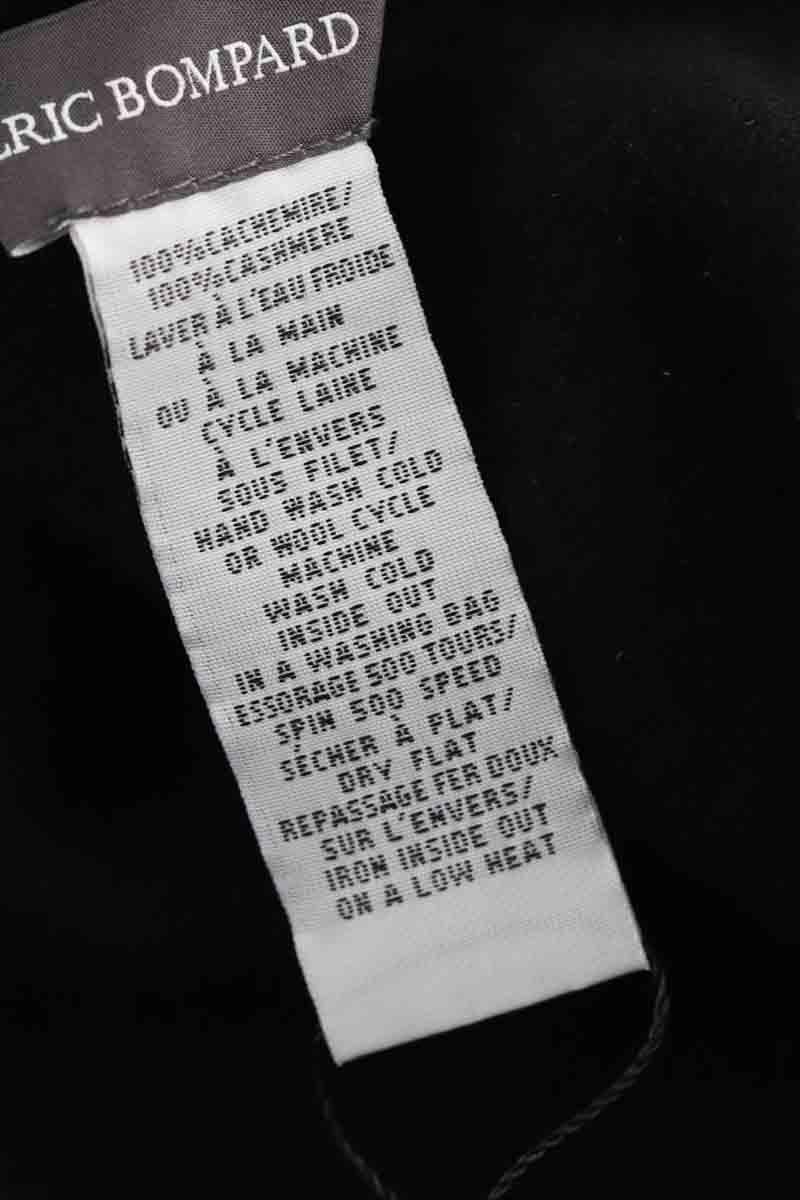 ERIC BOMPARD
100%CACHEMIRE/
100%CASHMERE
LAVER À L'EAU FROIDE
À LA MAIN
OU À LA MACHINE
CYCLE LAINE
À L'ENVERS
SOUS FILET/
HAND WASH COLD
OR WOOL CYCLE
MACHINE
WASH COLD
INSIDE OUT
IN A WASHING BAG
ESSORAGE 500 TOURS/
SPIN 500 SPEED
SÉCHER À PLAT/
DRY FLAT
REPASSAGE FER DOUX
SUR L'ENVERS/
IRON INSIDE OUT
ON A LOW HEAT